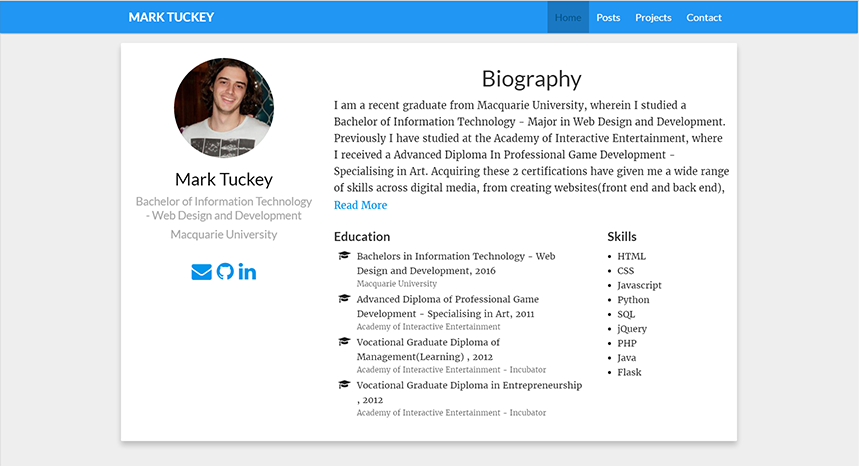 MARK TUCKEY
Home Posts Projects Contact
Mark Tuckey
Bachelor of Information Technology
- Web Design and Development
Macquarie University
Biography
I am a recent graduate from Macquarie University, wherein I studied a
Bachelor of Information Technology - Major in Web Design and Development.
Previously I have studied at the Academy of Interactive Entertainment, where
I received a Advanced Diploma In Professional Game Development -
Specialising in Art. Acquiring these 2 certifications have given me a wide range
of skills across digital media, from creating websites(front end and back end),
Read More
Education
Bachelors in Information Technology - Web
Design and Development, 2016
Macquarie University
Advanced Diploma of Professional Game
Development - Specialising in Art, 2011
Academy of Interactive Entertainment
Vocational Graduate Diploma of
Management(Learning) , 2012
Academy of Interactive Entertainment - Incubator
Vocational Graduate Diploma in Entrepreneurship
, 2012
Academy of Interactive Entertainment - Incubator
Skills
HTML
CSS
Javascript
Python
SQL
jQuery
PHP
Java
Flask